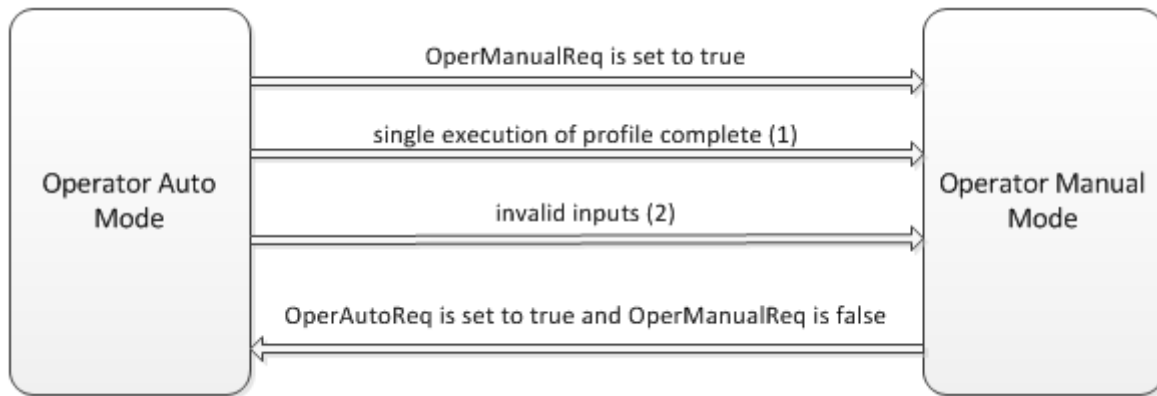 OperManualReq is set to true
single execution of profile complete (1)
Operator Auto
Mode
Operator Manual
Mode
invalid inputs (2)
OperAutoReq is set to true and OperManualReq is false